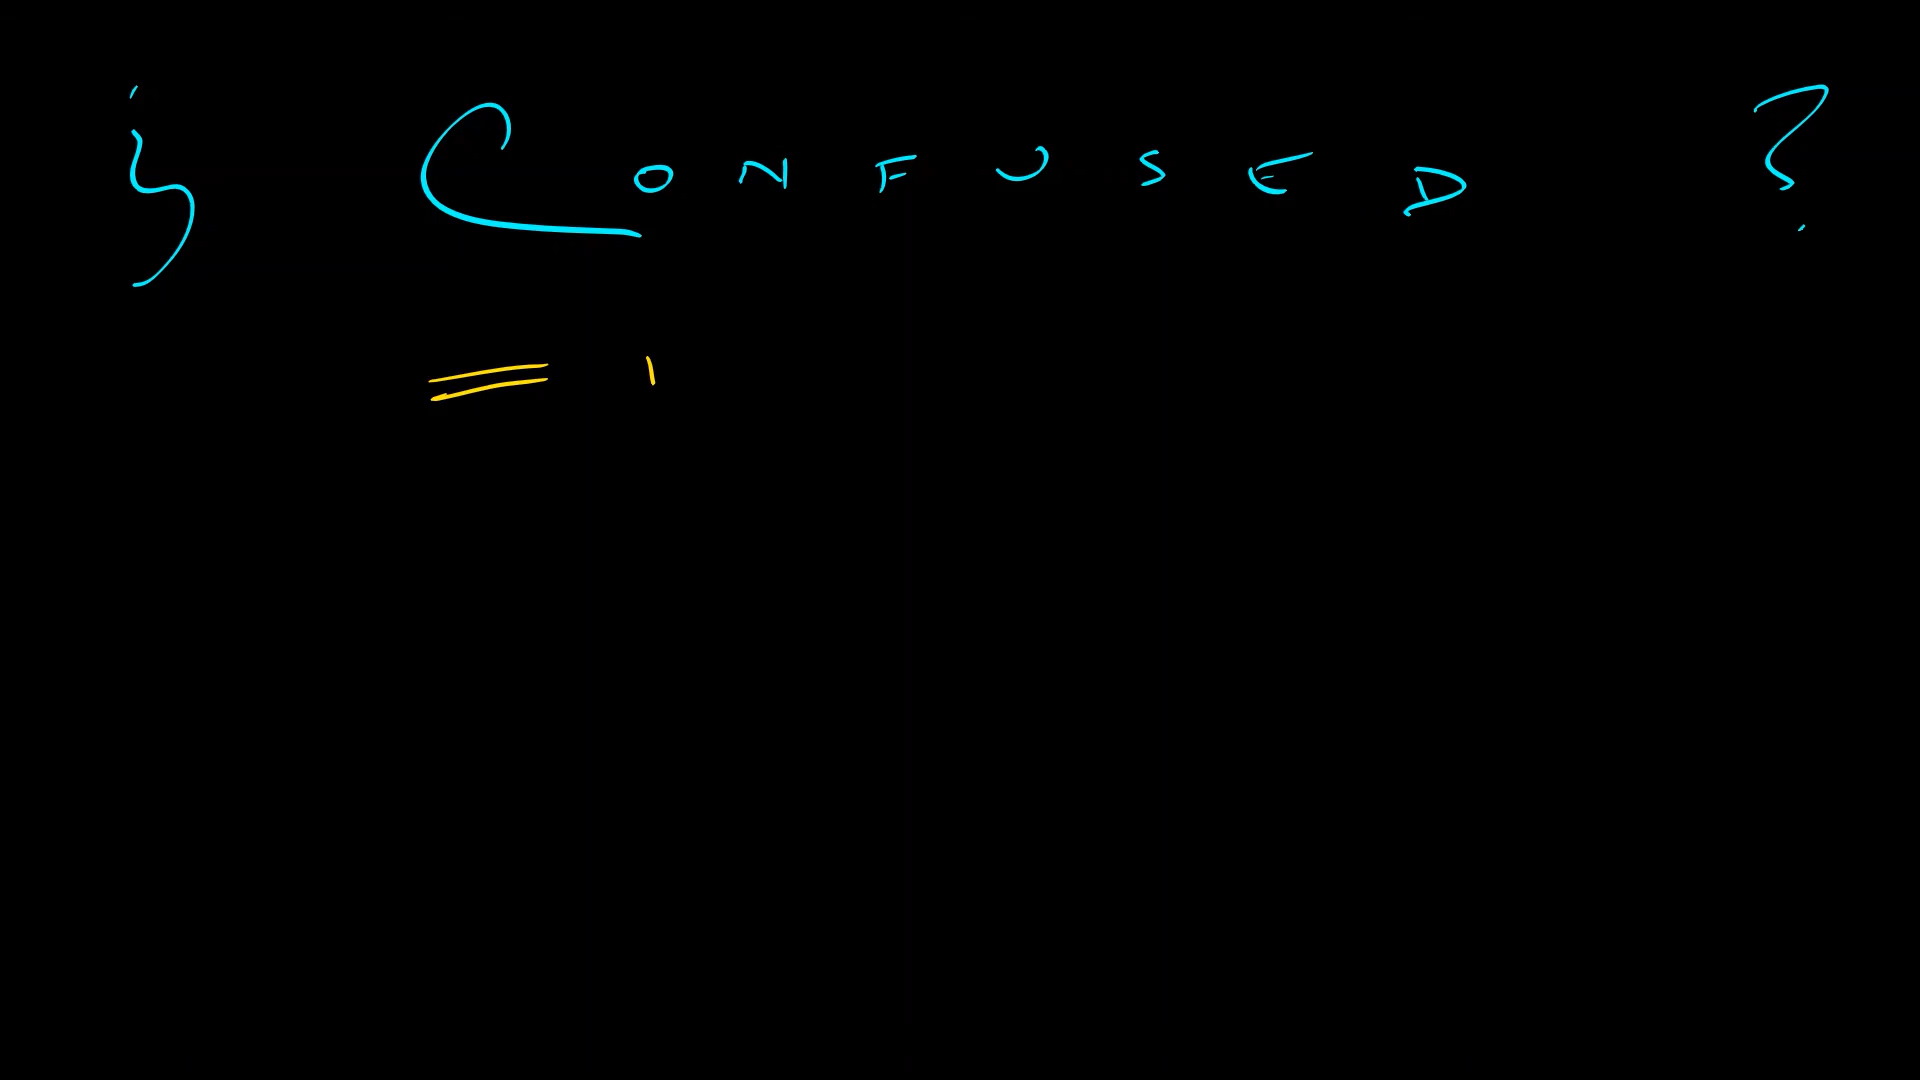 ¿ CONFUSED ?
= 1